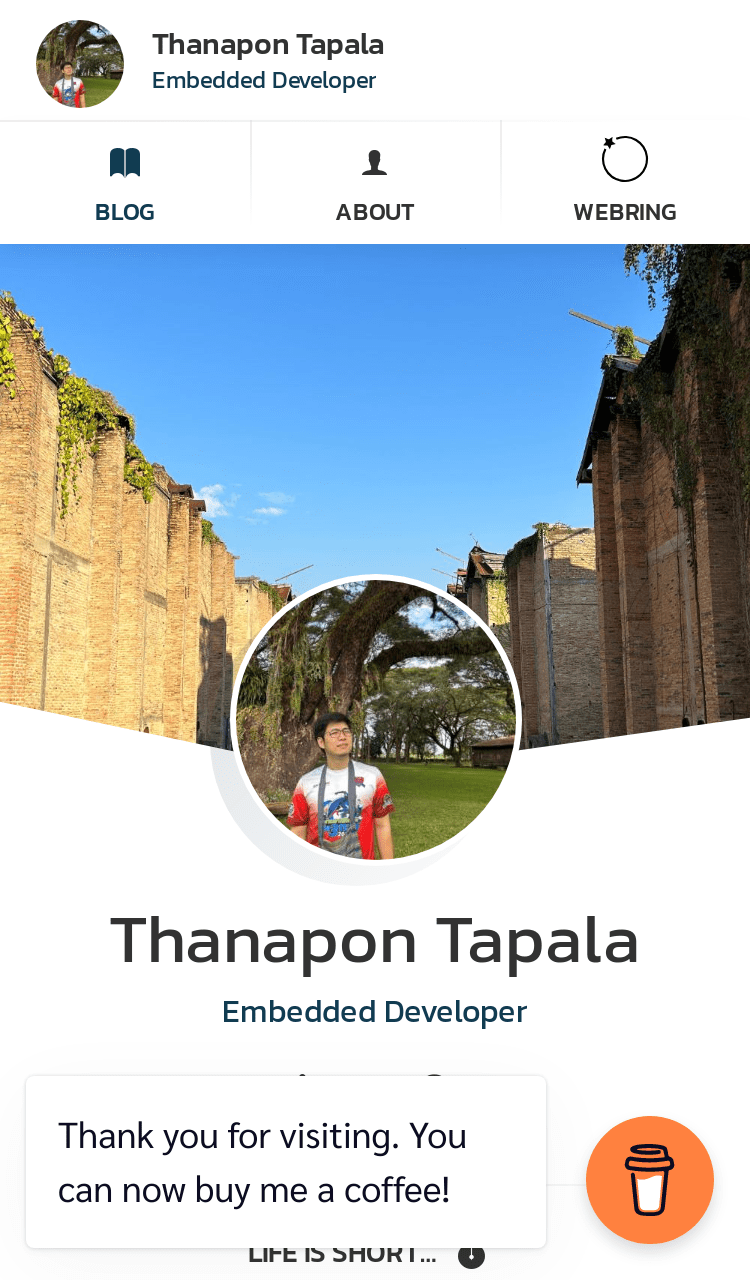 Thanapon Tapala
Embedded Developer
BLOG
ABOUT
WEBRING
Thanapon Tapala
Embedded Developer
Thank you for visiting. You
can now buy me a coffee!
LIFE IS SHORT...